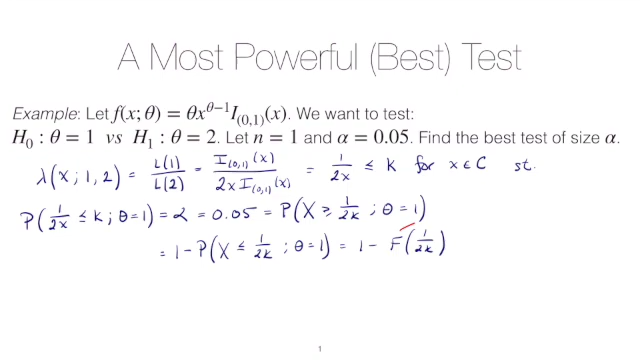 A Most Powerful (Best) Test
Example: Let f(x; θ) = θx^{θ−1}I_{(0,1)}(x). We want to test:
H₀ : θ = 1 vs H₁ : θ = 2. Let n = 1 and α = 0.05. Find the best test of size α.
λ(x; 1, 2) = L(1)/L(2) = I_{(0,1)}(x)/(2x I_{(0,1)}(x)) = 1/(2x) ≤ k for x ∈ C st.
P(1/(2x) ≤ k ; θ = 1) = α = 0.05 = P(X ≥ 1/(2k) ; θ = 1)
= 1 − P(X ≤ 1/(2k) ; θ = 1) = 1 − F(1/(2k))
1